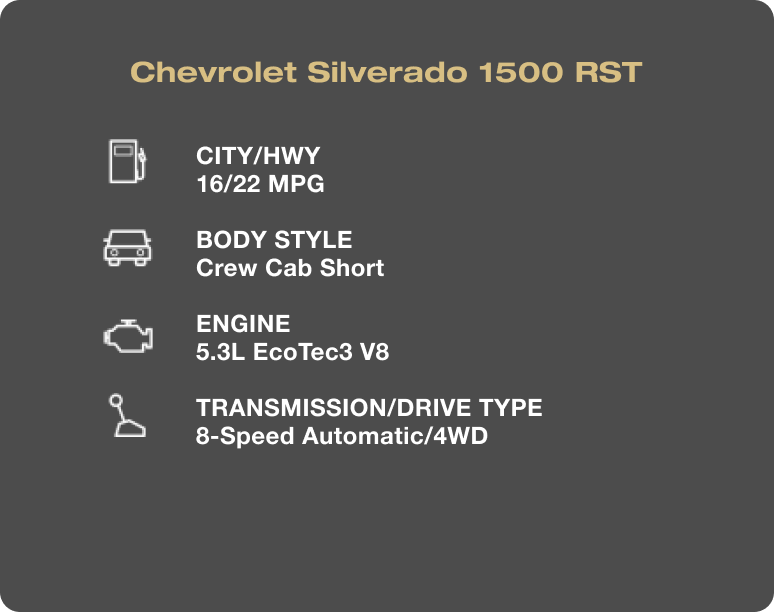 Chevrolet Silverado 1500 RST
CITY/HWY
16/22 MPG
BODY STYLE
Crew Cab Short
ENGINE
5.3L EcoTec3 V8
TRANSMISSION/DRIVE TYPE
8-Speed Automatic/4WD